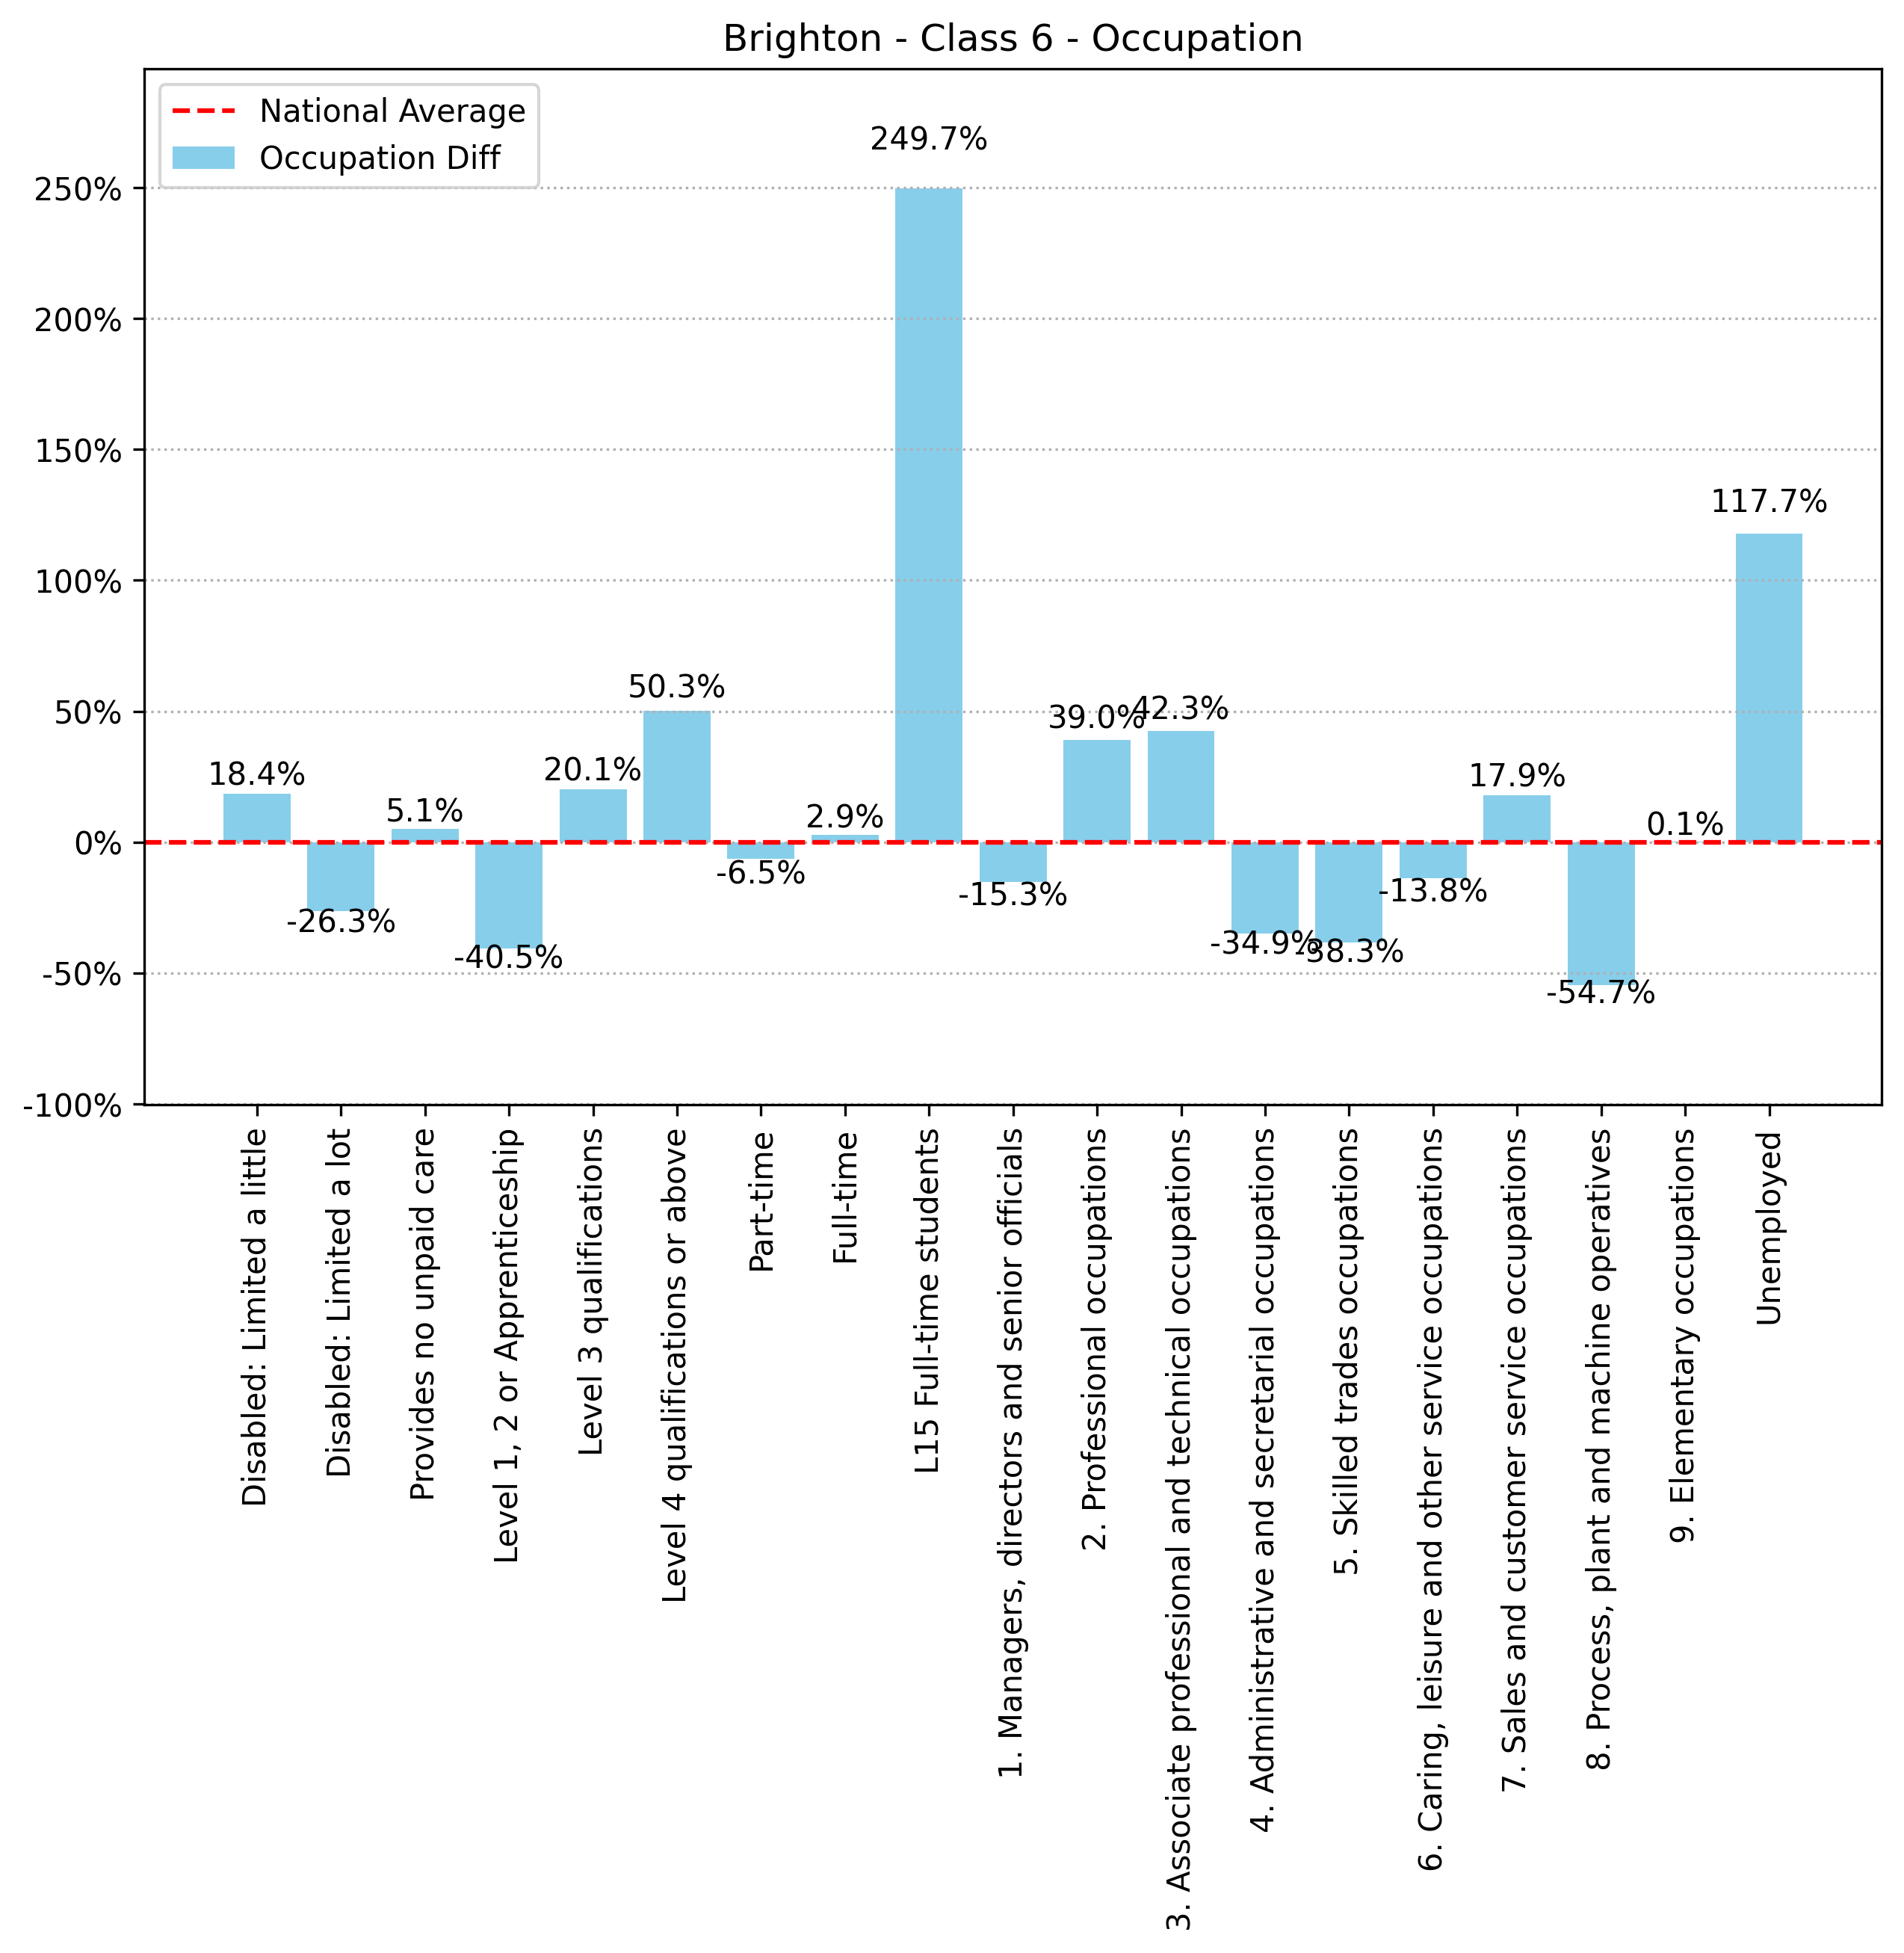 Brighton - Class 6 - Occupation
National Average
Occupation Diff
250%
200%
150%
100%
50%
0%
-50%
-100%
18.4%
-26.3%
5.1%
-40.5%
20.1%
50.3%
-6.5%
2.9%
249.7%
-15.3%
39.0%
42.3%
-34.9%
-38.3%
-13.8%
17.9%
-54.7%
0.1%
117.7%
Disabled: Limited a little
Disabled: Limited a lot
Provides no unpaid care
Level 1, 2 or Apprenticeship
Level 3 qualifications
Level 4 qualifications or above
Part-time
Full-time
L15 Full-time students
1. Managers, directors and senior officials
2. Professional occupations
3. Associate professional and technical occupations
4. Administrative and secretarial occupations
5. Skilled trades occupations
6. Caring, leisure and other service occupations
7. Sales and customer service occupations
8. Process, plant and machine operatives
9. Elementary occupations
Unemployed